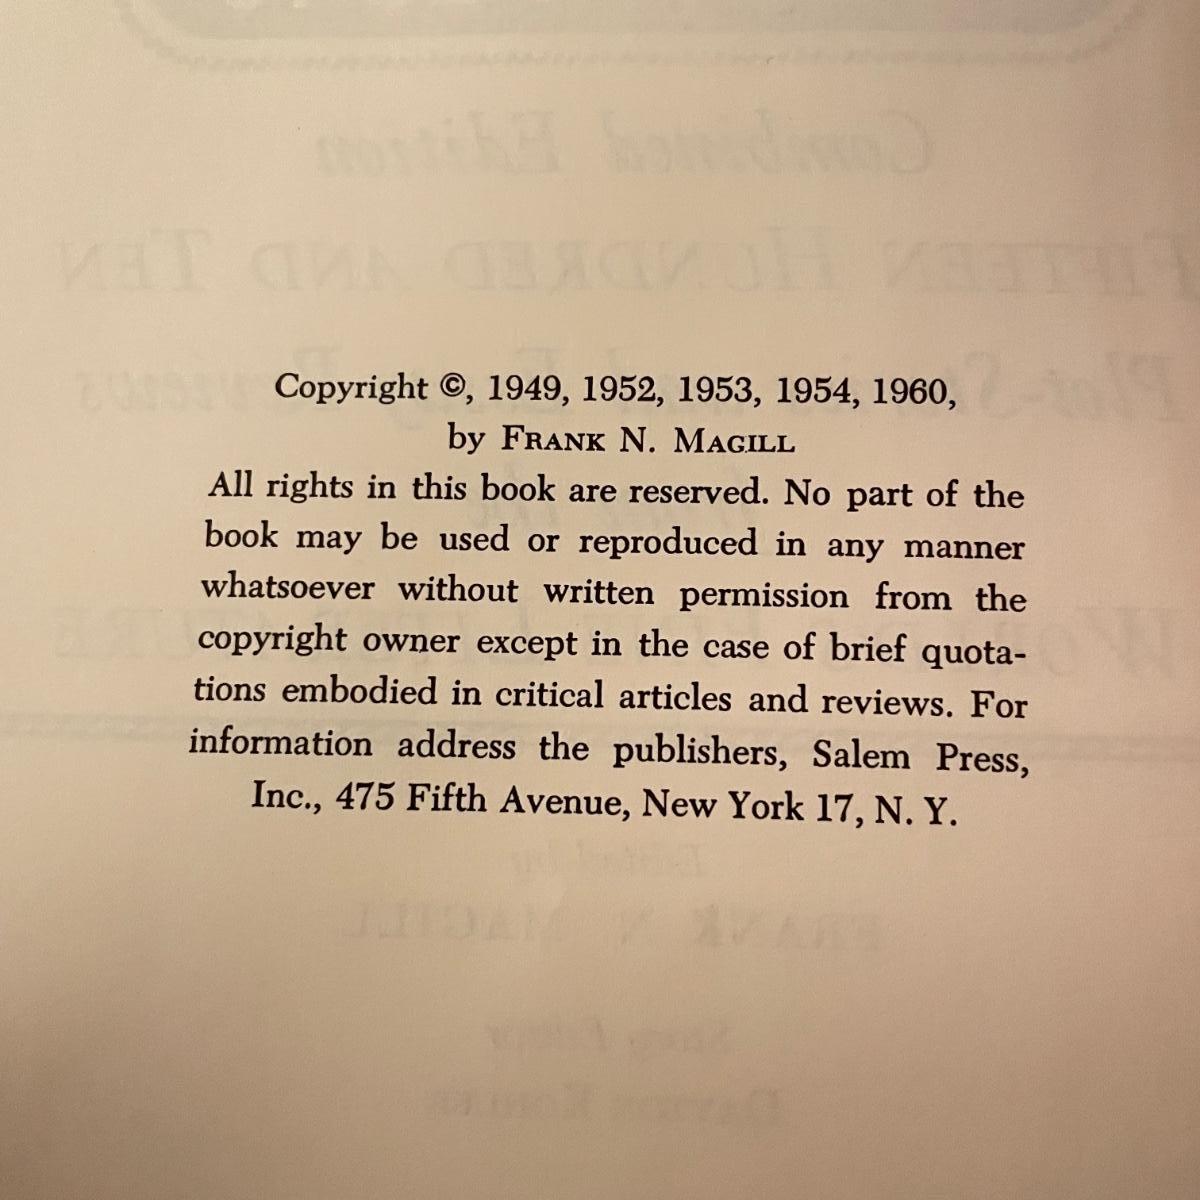 Copyright ©, 1949, 1952, 1953, 1954, 1960,
by FRANK N. MAGILL
All rights in this book are reserved. No part of the
book may be used or reproduced in any manner
whatsoever without written permission from the
copyright owner except in the case of brief quota-
tions embodied in critical articles and reviews. For
information address the publishers, Salem Press,
Inc., 475 Fifth Avenue, New York 17, N. Y.